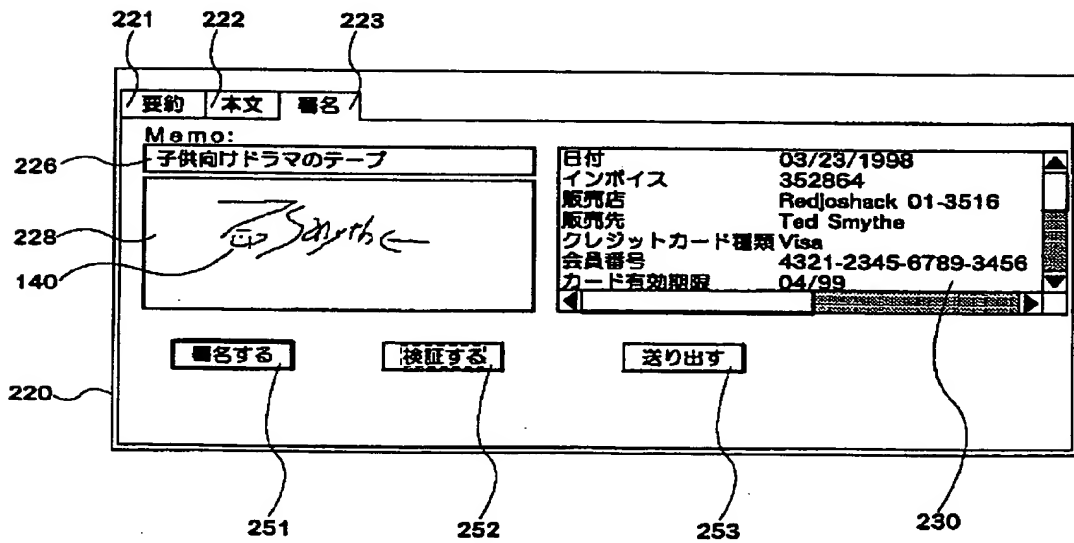 221 222 223
要約 本文 署名
Memo:
226
子供向けドラマのテープ
228
Smythe
140
日付 03/23/1998
インボイス 352864
販売店 Redjoshack 01-3516
販売先 Ted Smythe
クレジットカード種類 Visa
会員番号 4321-2345-6789-3456
カード有効期限 04/99
署名する 検証する 送り出す
220
251 252 253 230